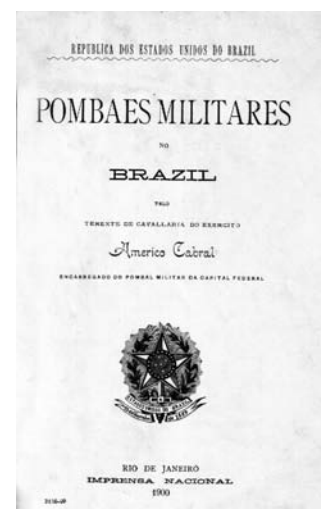 REPUBLICA DOS ESTADOS UNIDOS DO BRAZIL
POMBAES MILITARES
NO
BRAZIL
PELO
TENENTE DE CAVALLARIA DO EXERCITO
Americo Cabral
ENCARREGADO DO POMBAL MILITAR DA CAPITAL FEDERAL
RIO DE JANEIRO
IMPRENSA NACIONAL
1900